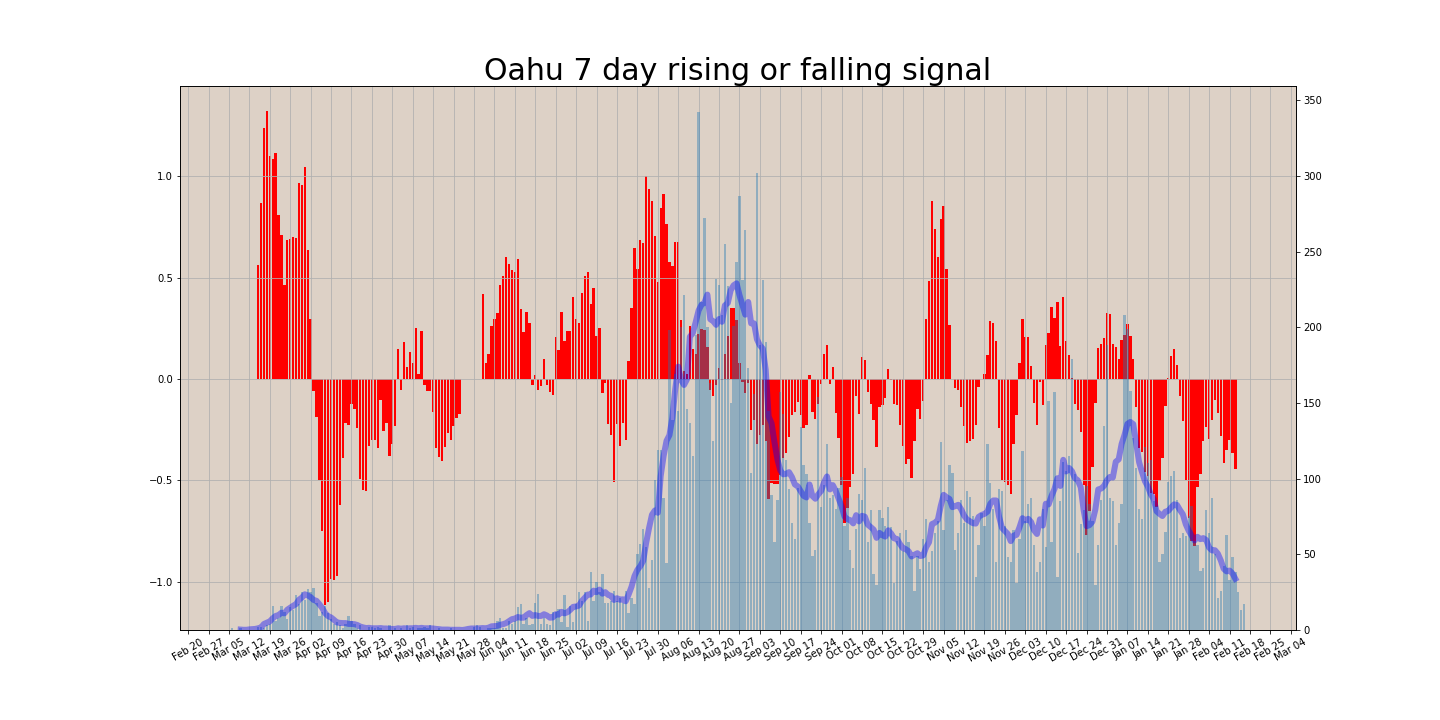 Oahu 7 day rising or falling signal
1.0
0.5
0.0
−0.5
−1.0
350
300
250
200
150
100
50
0
Feb 20
Feb 27
Mar 05
Mar 12
Mar 19
Mar 26
Apr 02
Apr 09
Apr 16
Apr 23
Apr 30
May 07
May 14
May 21
May 28
Jun 04
Jun 11
Jun 18
Jun 25
Jul 02
Jul 09
Jul 16
Jul 23
Jul 30
Aug 06
Aug 13
Aug 20
Aug 27
Sep 03
Sep 10
Sep 17
Sep 24
Oct 01
Oct 08
Oct 15
Oct 22
Oct 29
Nov 05
Nov 12
Nov 19
Nov 26
Dec 03
Dec 10
Dec 17
Dec 24
Dec 31
Jan 07
Jan 14
Jan 21
Jan 28
Feb 04
Feb 11
Feb 18
Feb 25
Mar 04